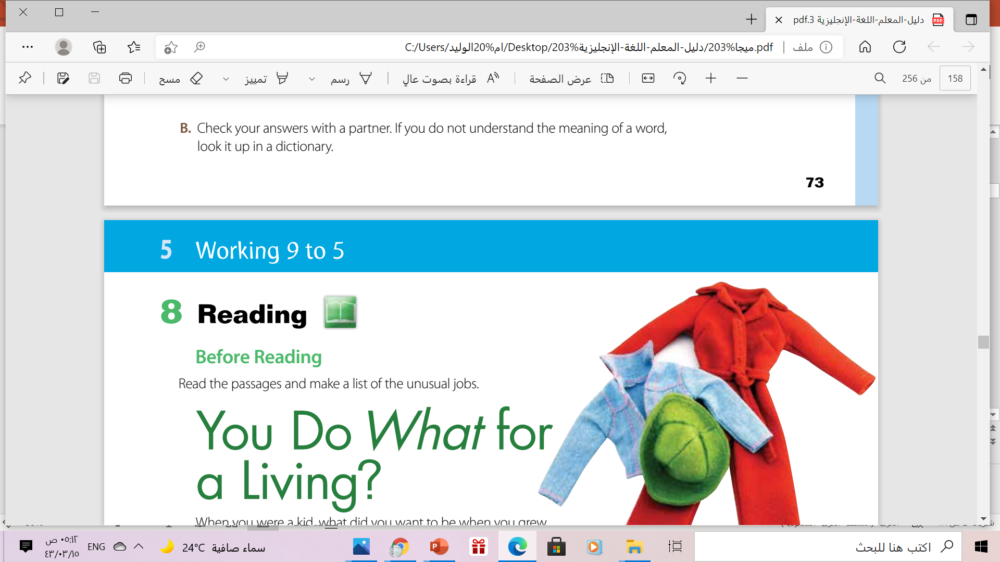 دليل-المعلم-اللغة-الإنجليزية 3.pdf
ملف
C:/Users/ام%20الوليد/Desktop/ميجا%203/دليل-المعلم-اللغة-الإنجليزية%203.pdf
158 من 256
عرض الصفحة
قراءة بصوت عالٍ
رسم
تمييز
مسح
B. Check your answers with a partner. If you do not understand the meaning of a word,
look it up in a dictionary.
73
5 Working 9 to 5
8 Reading
Before Reading
Read the passages and make a list of the unusual jobs.
You Do What for
a Living?
When you were a kid, what did you want to be when you grew
اكتب هنا للبحث
24°C سماء صافية
ENG
٠٥:١٢ ص
٤٣/٠٣/١٥